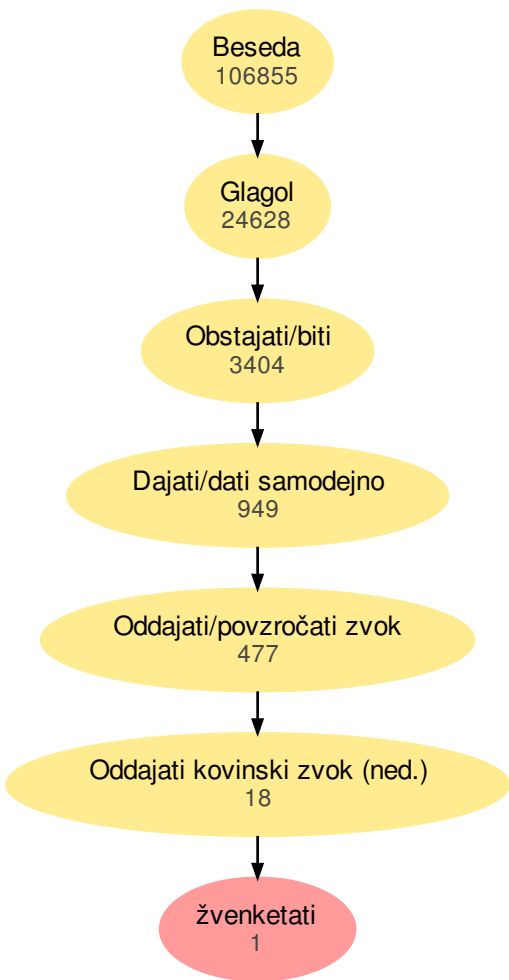 Beseda
106855
Glagol
24628
Obstajati/biti
3404
Dajati/dati samodejno
949
Oddajati/povzročati zvok
477
Oddajati kovinski zvok (ned.)
18
žvenketati
1